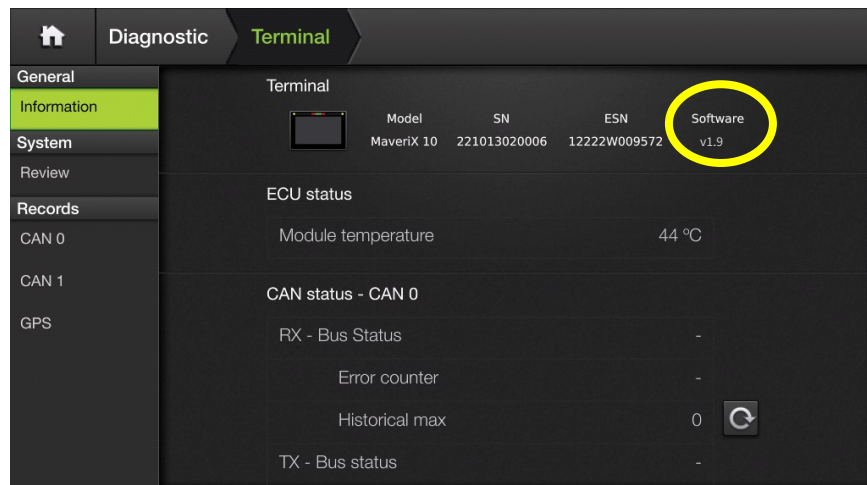 Diagnostic Terminal
General
Information
System
Review
Records
CAN 0
CAN 1
GPS
Terminal
Model SN ESN Software
MaveriX 10 221013020006 12222W009572 v1.9
ECU status
Module temperature 44 ºC
CAN status - CAN 0
RX - Bus Status -
Error counter -
Historical max 0
TX - Bus status -